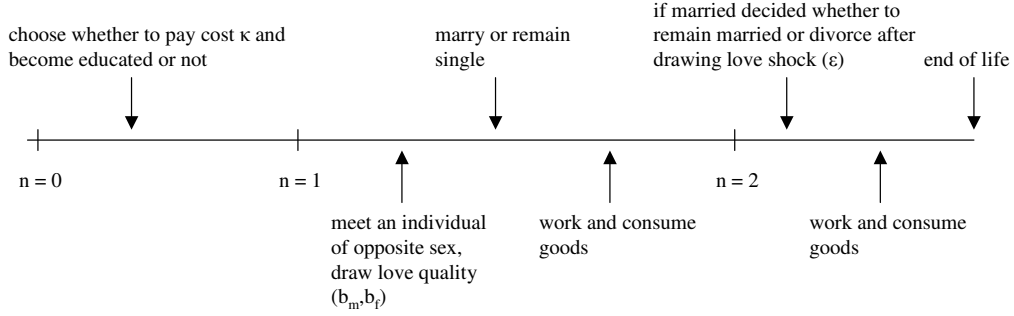 choose whether to pay cost κ and
become educated or not
marry or remain
single
if married decided whether to
remain married or divorce after
drawing love shock (ε)
end of life
n = 0
n = 1
n = 2
meet an individual
of opposite sex,
draw love quality
(b_m,b_f)
work and consume
goods
work and consume
goods